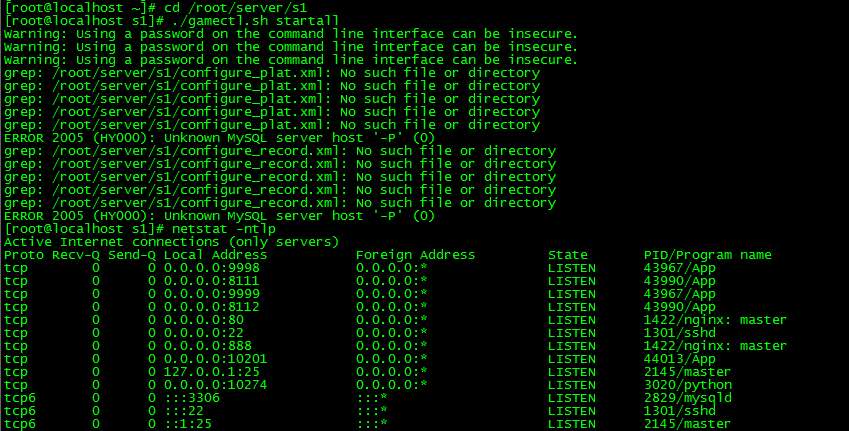 [root@localhost ~]# cd /root/server/s1
[root@localhost s1]# ./gamectl.sh startall
Warning: Using a password on the command line interface can be insecure.
Warning: Using a password on the command line interface can be insecure.
Warning: Using a password on the command line interface can be insecure.
grep: /root/server/s1/configure_plat.xml: No such file or directory
grep: /root/server/s1/configure_plat.xml: No such file or directory
grep: /root/server/s1/configure_plat.xml: No such file or directory
grep: /root/server/s1/configure_plat.xml: No such file or directory
grep: /root/server/s1/configure_plat.xml: No such file or directory
ERROR 2005 (HY000): Unknown MySQL server host '-P' (0)
grep: /root/server/s1/configure_record.xml: No such file or directory
grep: /root/server/s1/configure_record.xml: No such file or directory
grep: /root/server/s1/configure_record.xml: No such file or directory
grep: /root/server/s1/configure_record.xml: No such file or directory
grep: /root/server/s1/configure_record.xml: No such file or directory
ERROR 2005 (HY000): Unknown MySQL server host '-P' (0)
[root@localhost s1]# netstat -ntlp
Active Internet connections (only servers)
Proto Recv-Q Send-Q Local Address           Foreign Address         State       PID/Program name
tcp        0      0 0.0.0.0:9998            0.0.0.0:*               LISTEN      43967/App
tcp        0      0 0.0.0.0:8111            0.0.0.0:*               LISTEN      43990/App
tcp        0      0 0.0.0.0:9999            0.0.0.0:*               LISTEN      43967/App
tcp        0      0 0.0.0.0:8112            0.0.0.0:*               LISTEN      43990/App
tcp        0      0 0.0.0.0:80              0.0.0.0:*               LISTEN      1422/nginx: master
tcp        0      0 0.0.0.0:22              0.0.0.0:*               LISTEN      1301/sshd
tcp        0      0 0.0.0.0:888             0.0.0.0:*               LISTEN      1422/nginx: master
tcp        0      0 0.0.0.0:10201           0.0.0.0:*               LISTEN      44013/App
tcp        0      0 127.0.0.1:25            0.0.0.0:*               LISTEN      2145/master
tcp        0      0 0.0.0.0:10274           0.0.0.0:*               LISTEN      3020/python
tcp6       0      0 :::3306                 :::*                    LISTEN      2829/mysqld
tcp6       0      0 :::22                   :::*                    LISTEN      1301/sshd
tcp6       0      0 ::1:25                  :::*                    LISTEN      2145/master